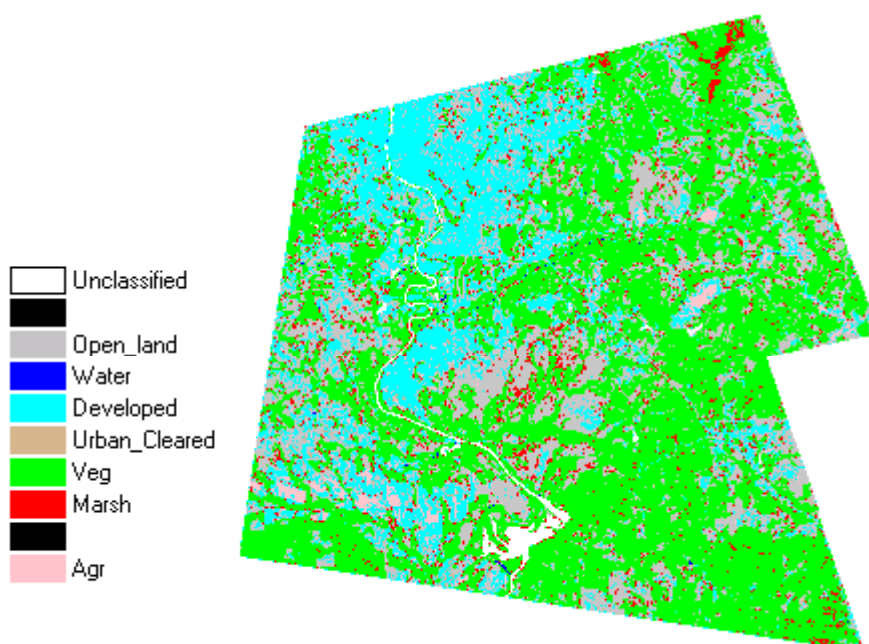 Unclassified
Open_land
Water
Developed
Urban_Cleared
Veg
Marsh
Agr